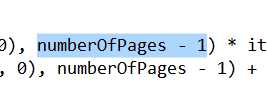 0), numberOfPages - 1) * it
, 0), numberOfPages - 1) +